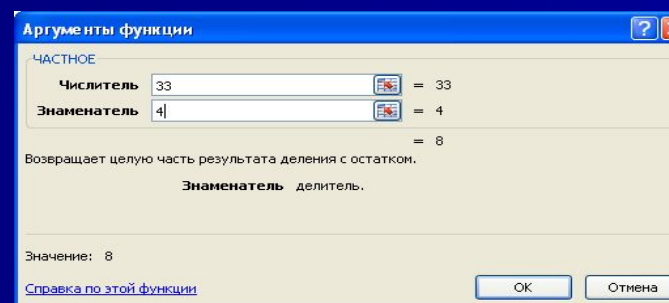 Аргументы функции
ЧАСТНОЕ
Числитель 33 = 33
Знаменатель 4 = 4
= 8
Возвращает целую часть результата деления с остатком.
Знаменатель делитель.
Значение: 8
Справка по этой функции ОК Отмена